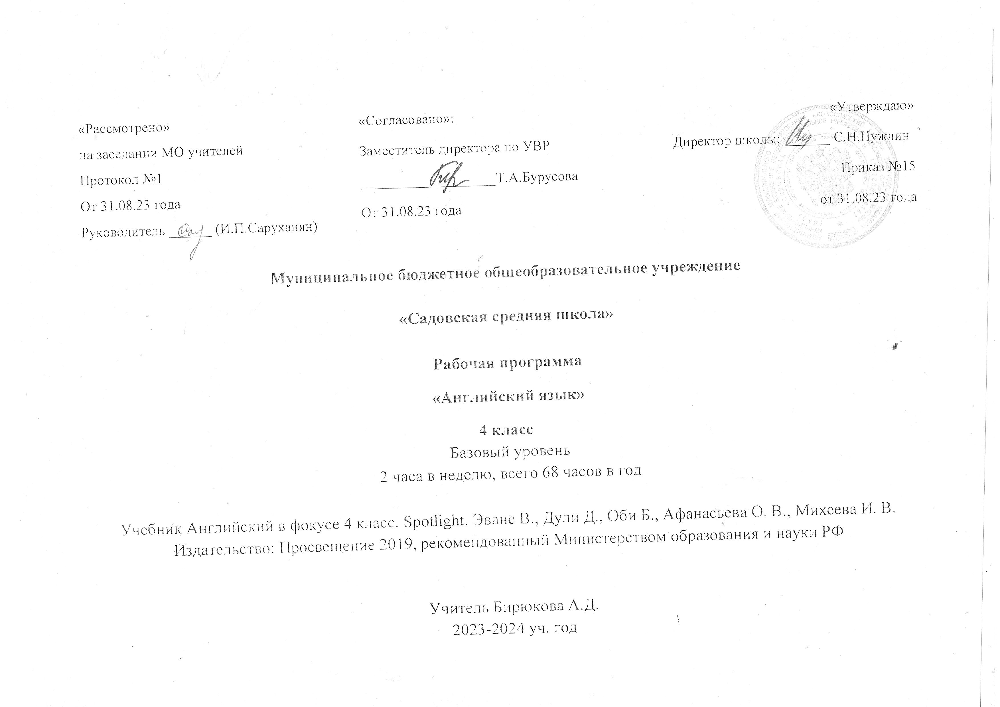 «Рассмотрено»
на заседании МО учителей
Протокол №1
От 31.08.23 года
Руководитель ______ (И.П.Саруханян)
«Согласовано»:
Заместитель директора по УВР
____________________Т.А.Бурусова
От 31.08.23 года
«Утверждаю»
Директор школы:_______ С.Н.Нуждин
Приказ №15
от 31.08.23 года
Муниципальное бюджетное общеобразовательное учреждение
«Садовская средняя школа»
Рабочая программа
«Английский язык»
4 класс
Базовый уровень
2 часа в неделю, всего 68 часов в год
Учебник Английский в фокусе 4 класс. Spotlight. Эванс В., Дули Д., Оби Б., Афанасьева О. В., Михеева И. В.
Издательство: Просвещение 2019, рекомендованный Министерством образования и науки РФ
Учитель Бирюкова А.Д.
2023-2024 уч. год